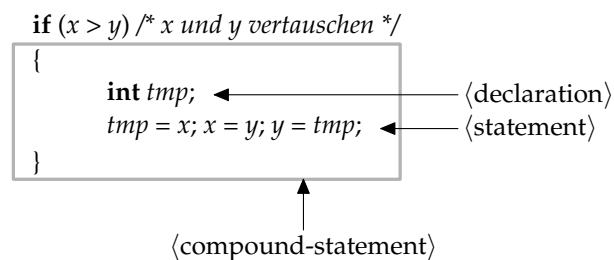 if (x > y) /* x und y vertauschen */
{
int tmp; ⟨declaration⟩
tmp = x; x = y; y = tmp; ⟨statement⟩
}
⟨compound-statement⟩